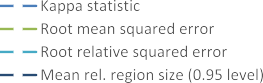 Kappa statistic
Root mean squared error
Root relative squared error
Mean rel. region size (0.95 level)